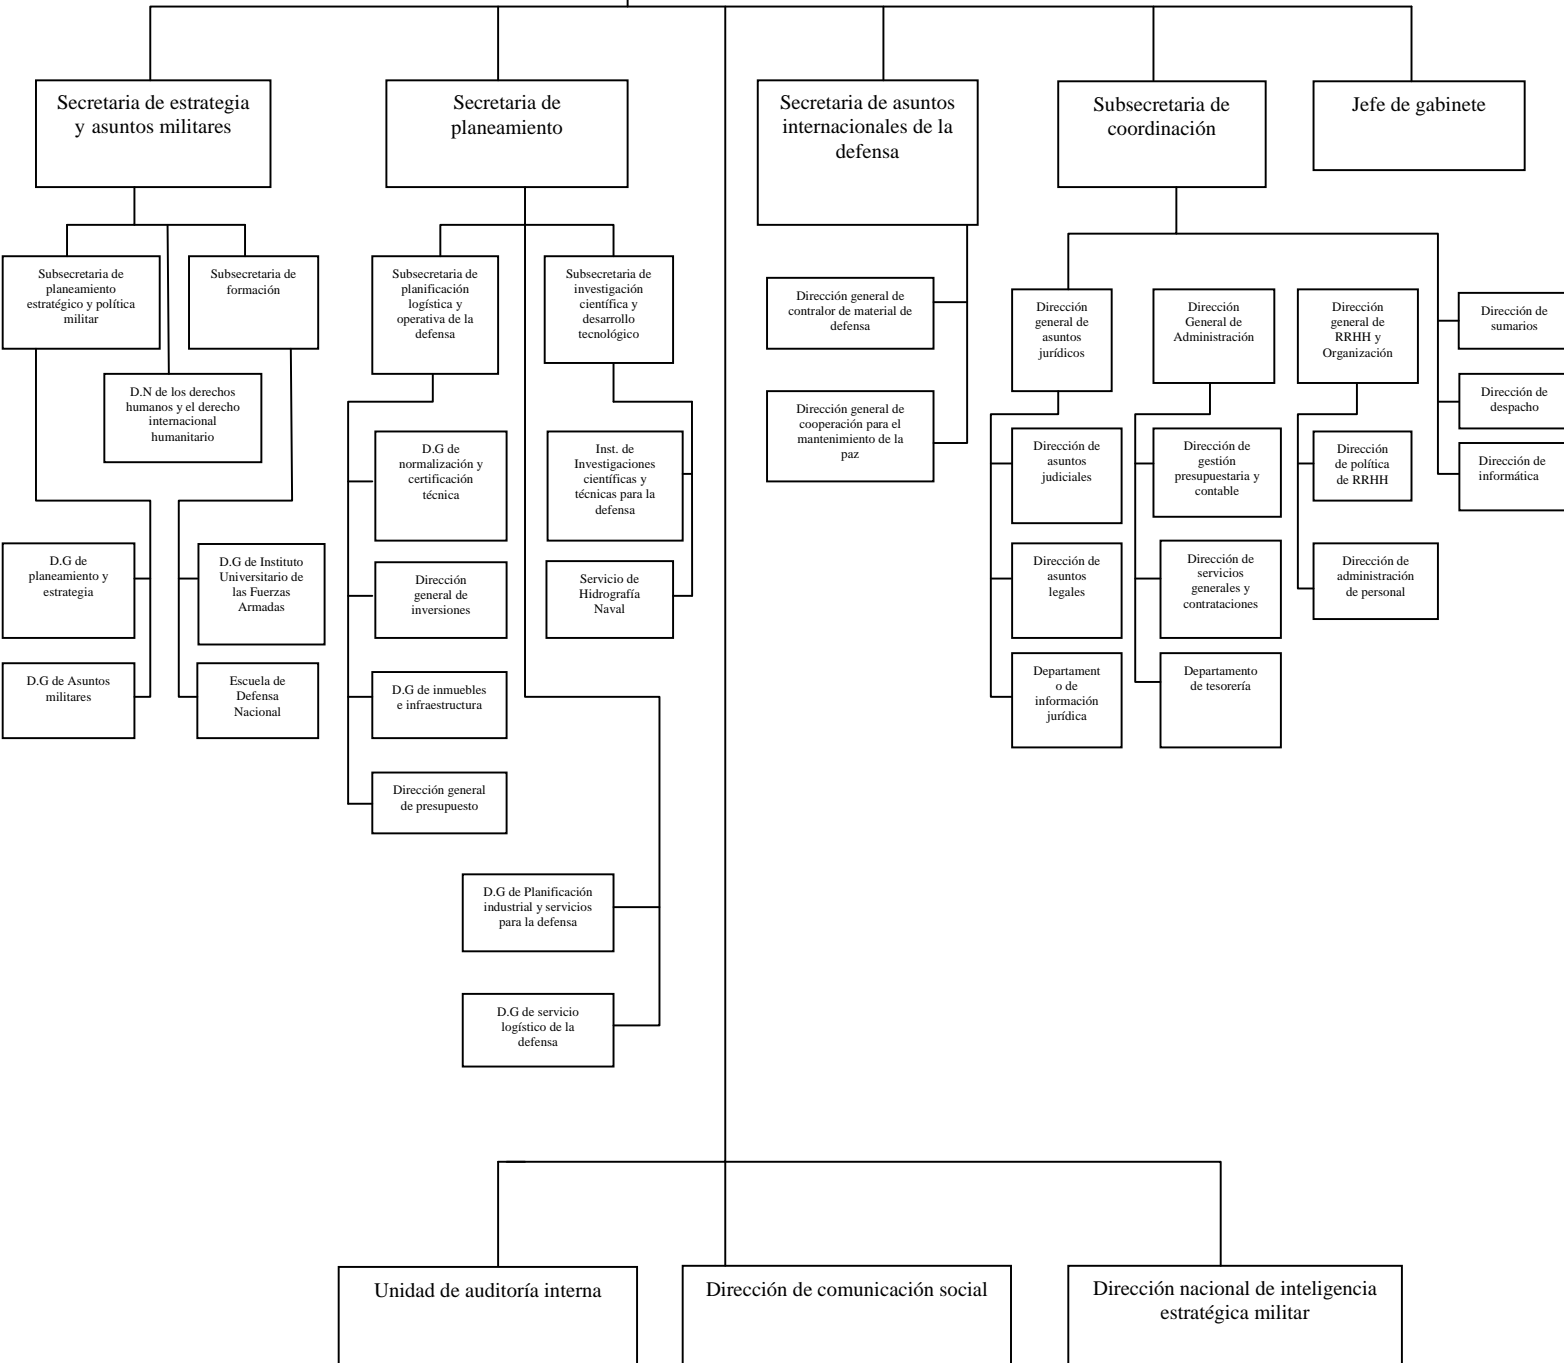 Secretaria de estrategia
y asuntos militares
Secretaria de
planeamiento
Secretaria de asuntos
internacionales de la
defensa
Subsecretaria de
coordinación
Jefe de gabinete
Subsecretaria de
planeamiento
estratégico y política
militar
Subsecretaria de
formación
D.N de los derechos
humanos y el derecho
internacional
humanitario
D.G de
planeamiento y
estrategia
D.G de Asuntos
militares
D.G de Instituto
Universitario de
las Fuerzas
Armadas
Escuela de
Defensa
Nacional
Subsecretaria de
planificación
logística y
operativa de la
defensa
Subsecretaria de
investigación
científica y
desarrollo
tecnológico
D.G de
normalización y
certificación
técnica
Dirección
general de
inversiones
D.G de inmuebles
e infraestructura
Dirección general
de presupuesto
Inst. de
Investigaciones
científicas y
técnicas para la
defensa
Servicio de
Hidrografía
Naval
D.G de Planificación
industrial y servicios
para la defensa
D.G de servicio
logístico de la
defensa
Dirección general de
contralor de material de
defensa
Dirección general de
cooperación para el
mantenimiento de la
paz
Dirección
general de
asuntos
jurídicos
Dirección
General de
Administración
Dirección
general de
RRHH y
Organización
Dirección de
sumarios
Dirección de
despacho
Dirección de
informática
Dirección de
asuntos
judiciales
Dirección de
asuntos
legales
Departament
o de
información
jurídica
Dirección de
gestión
presupuestaria y
contable
Dirección de
servicios
generales y
contrataciones
Departamento
de tesorería
Dirección
de política
de RRHH
Dirección de
administración
de personal
Unidad de auditoría interna
Dirección de comunicación social
Dirección nacional de inteligencia
estratégica militar